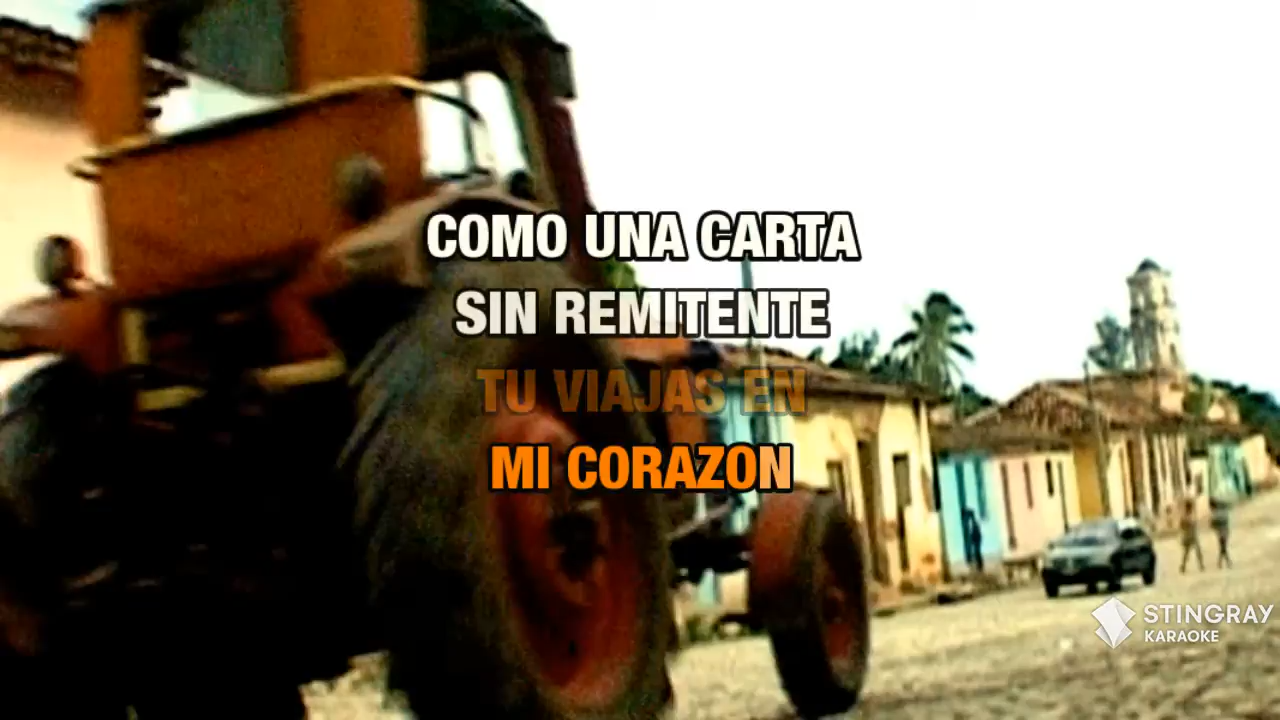 COMO UNA CARTA
SIN REMITENTE
TU VIAJAS EN
MI CORAZON
STINGRAY
KARAOKE